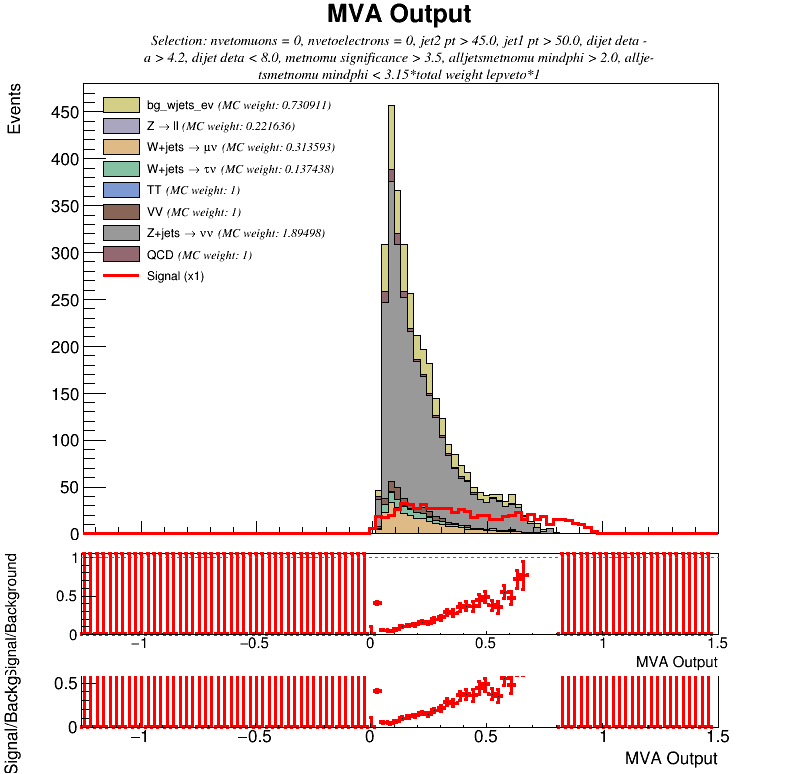 MVA Output
Selection: nvetomuons = 0, nvetoelectrons = 0, jet2 pt > 45.0, jet1 pt > 50.0, dijet deta -
a > 4.2, dijet deta < 8.0, metnomu significance > 3.5, alljetsmetnomu mindphi > 2.0, allje-
tsmetnomu mindphi < 3.15*total weight lepveto*1
Events
450
400
350
300
250
200
150
100
50
0
bg_wjets_ev (MC weight: 0.730911)
Z → ll (MC weight: 0.221636)
W+jets → μν (MC weight: 0.313593)
W+jets → τν (MC weight: 0.137438)
TT (MC weight: 1)
VV (MC weight: 1)
Z+jets → νν (MC weight: 1.89498)
QCD (MC weight: 1)
Signal (x1)
Signal/Background
1
0.5
0
−1 −0.5 0 0.5 1 1.5
MVA Output
Signal/Backg
0.5
0
−1 −0.5 0 0.5 1 1.5
MVA Output